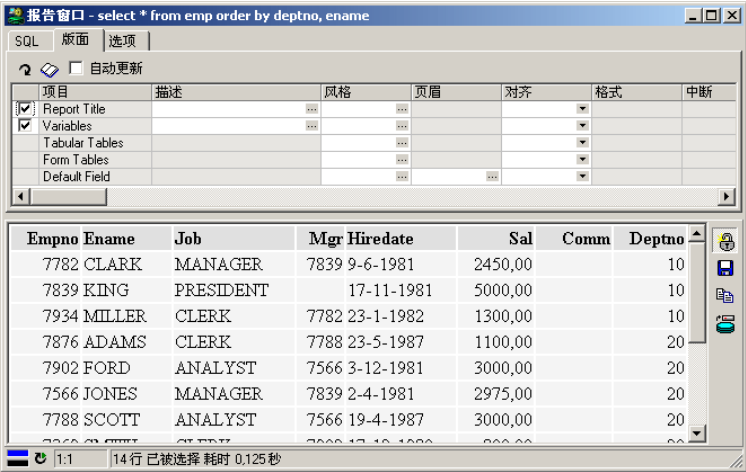 报告窗口 - select * from emp order by deptno, ename
SQL 版面 选项
自动更新
项目 描述 风格 页眉 对齐 格式 中断
Report Title
Variables
Tabular Tables
Form Tables
Default Field
Empno Ename Job Mgr Hiredate Sal Comm Deptno
7782 CLARK MANAGER 7839 9-6-1981 2450,00 10
7839 KING PRESIDENT 17-11-1981 5000,00 10
7934 MILLER CLERK 7782 23-1-1982 1300,00 10
7876 ADAMS CLERK 7788 23-5-1987 1100,00 20
7902 FORD ANALYST 7566 3-12-1981 3000,00 20
7566 JONES MANAGER 7839 2-4-1981 2975,00 20
7788 SCOTT ANALYST 7566 19-4-1987 3000,00 20
1:1 14行 已被选择 耗时 0,125秒